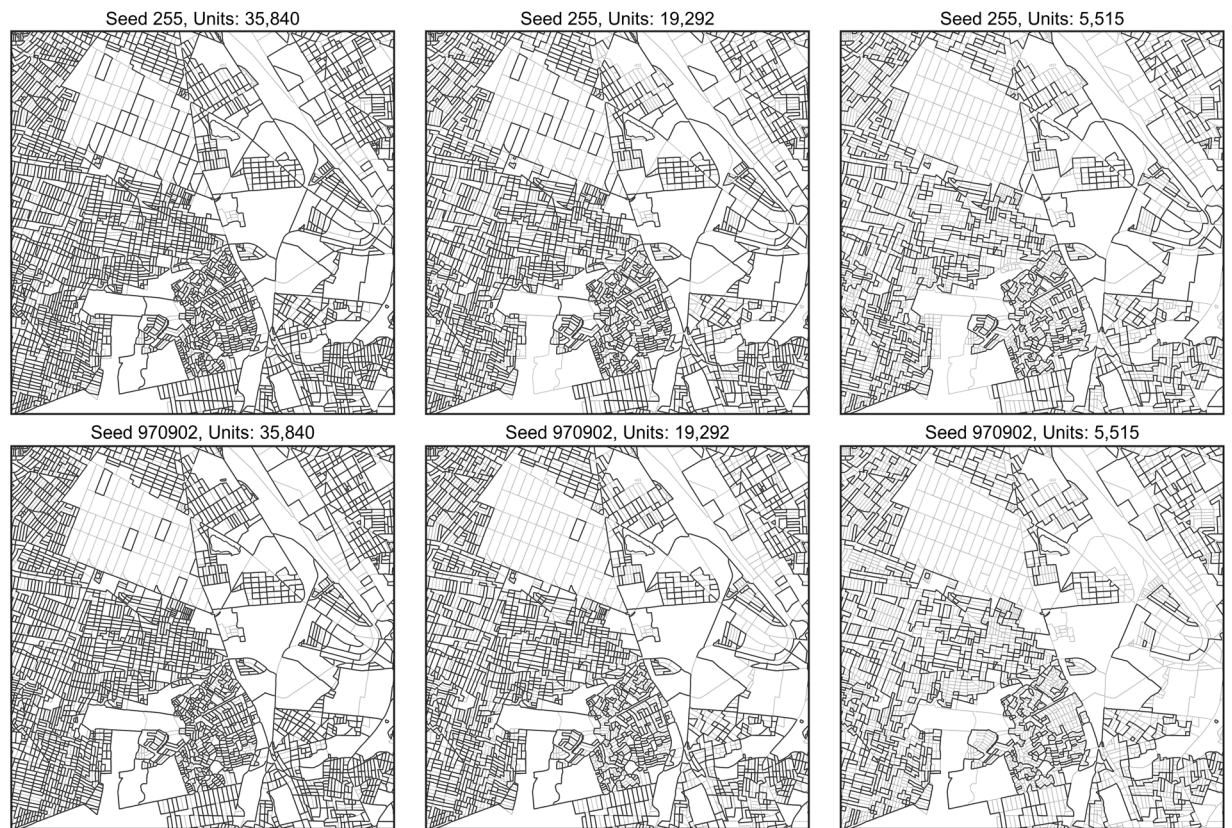 Seed 255, Units: 35,840
Seed 255, Units: 19,292
Seed 255, Units: 5,515
Seed 970902, Units: 35,840
Seed 970902, Units: 19,292
Seed 970902, Units: 5,515